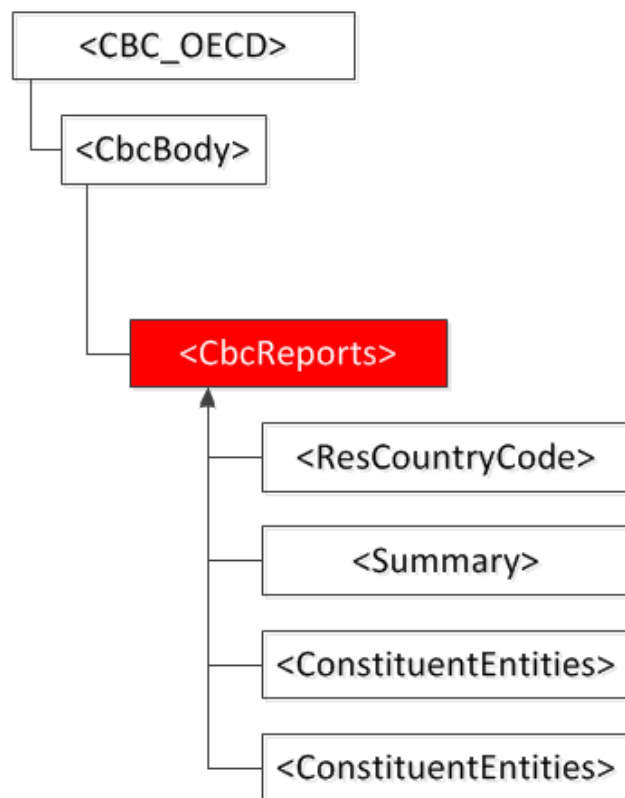 <CBC_OECD>
<CbcBody>
<CbcReports>
<ResCountryCode>
<Summary>
<ConstituentEntities>
<ConstituentEntities>